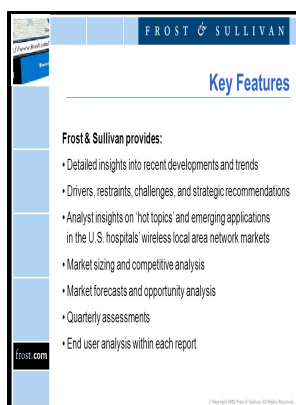 FROST & SULLIVAN
://www.frost.com/
Key Features
Frost & Sullivan provides:
• Detailed insights into recent developments and trends
• Drivers, restraints, challenges, and strategic recommendations
• Analyst insights on 'hot topics' and emerging applications
in the U.S. hospitals' wireless local area network markets
• Market sizing and competitive analysis
• Market forecasts and opportunity analysis
• Quarterly assessments
• End user analysis within each report
frost.com
© Copyright 2002 Frost & Sullivan. All Rights Reserved.